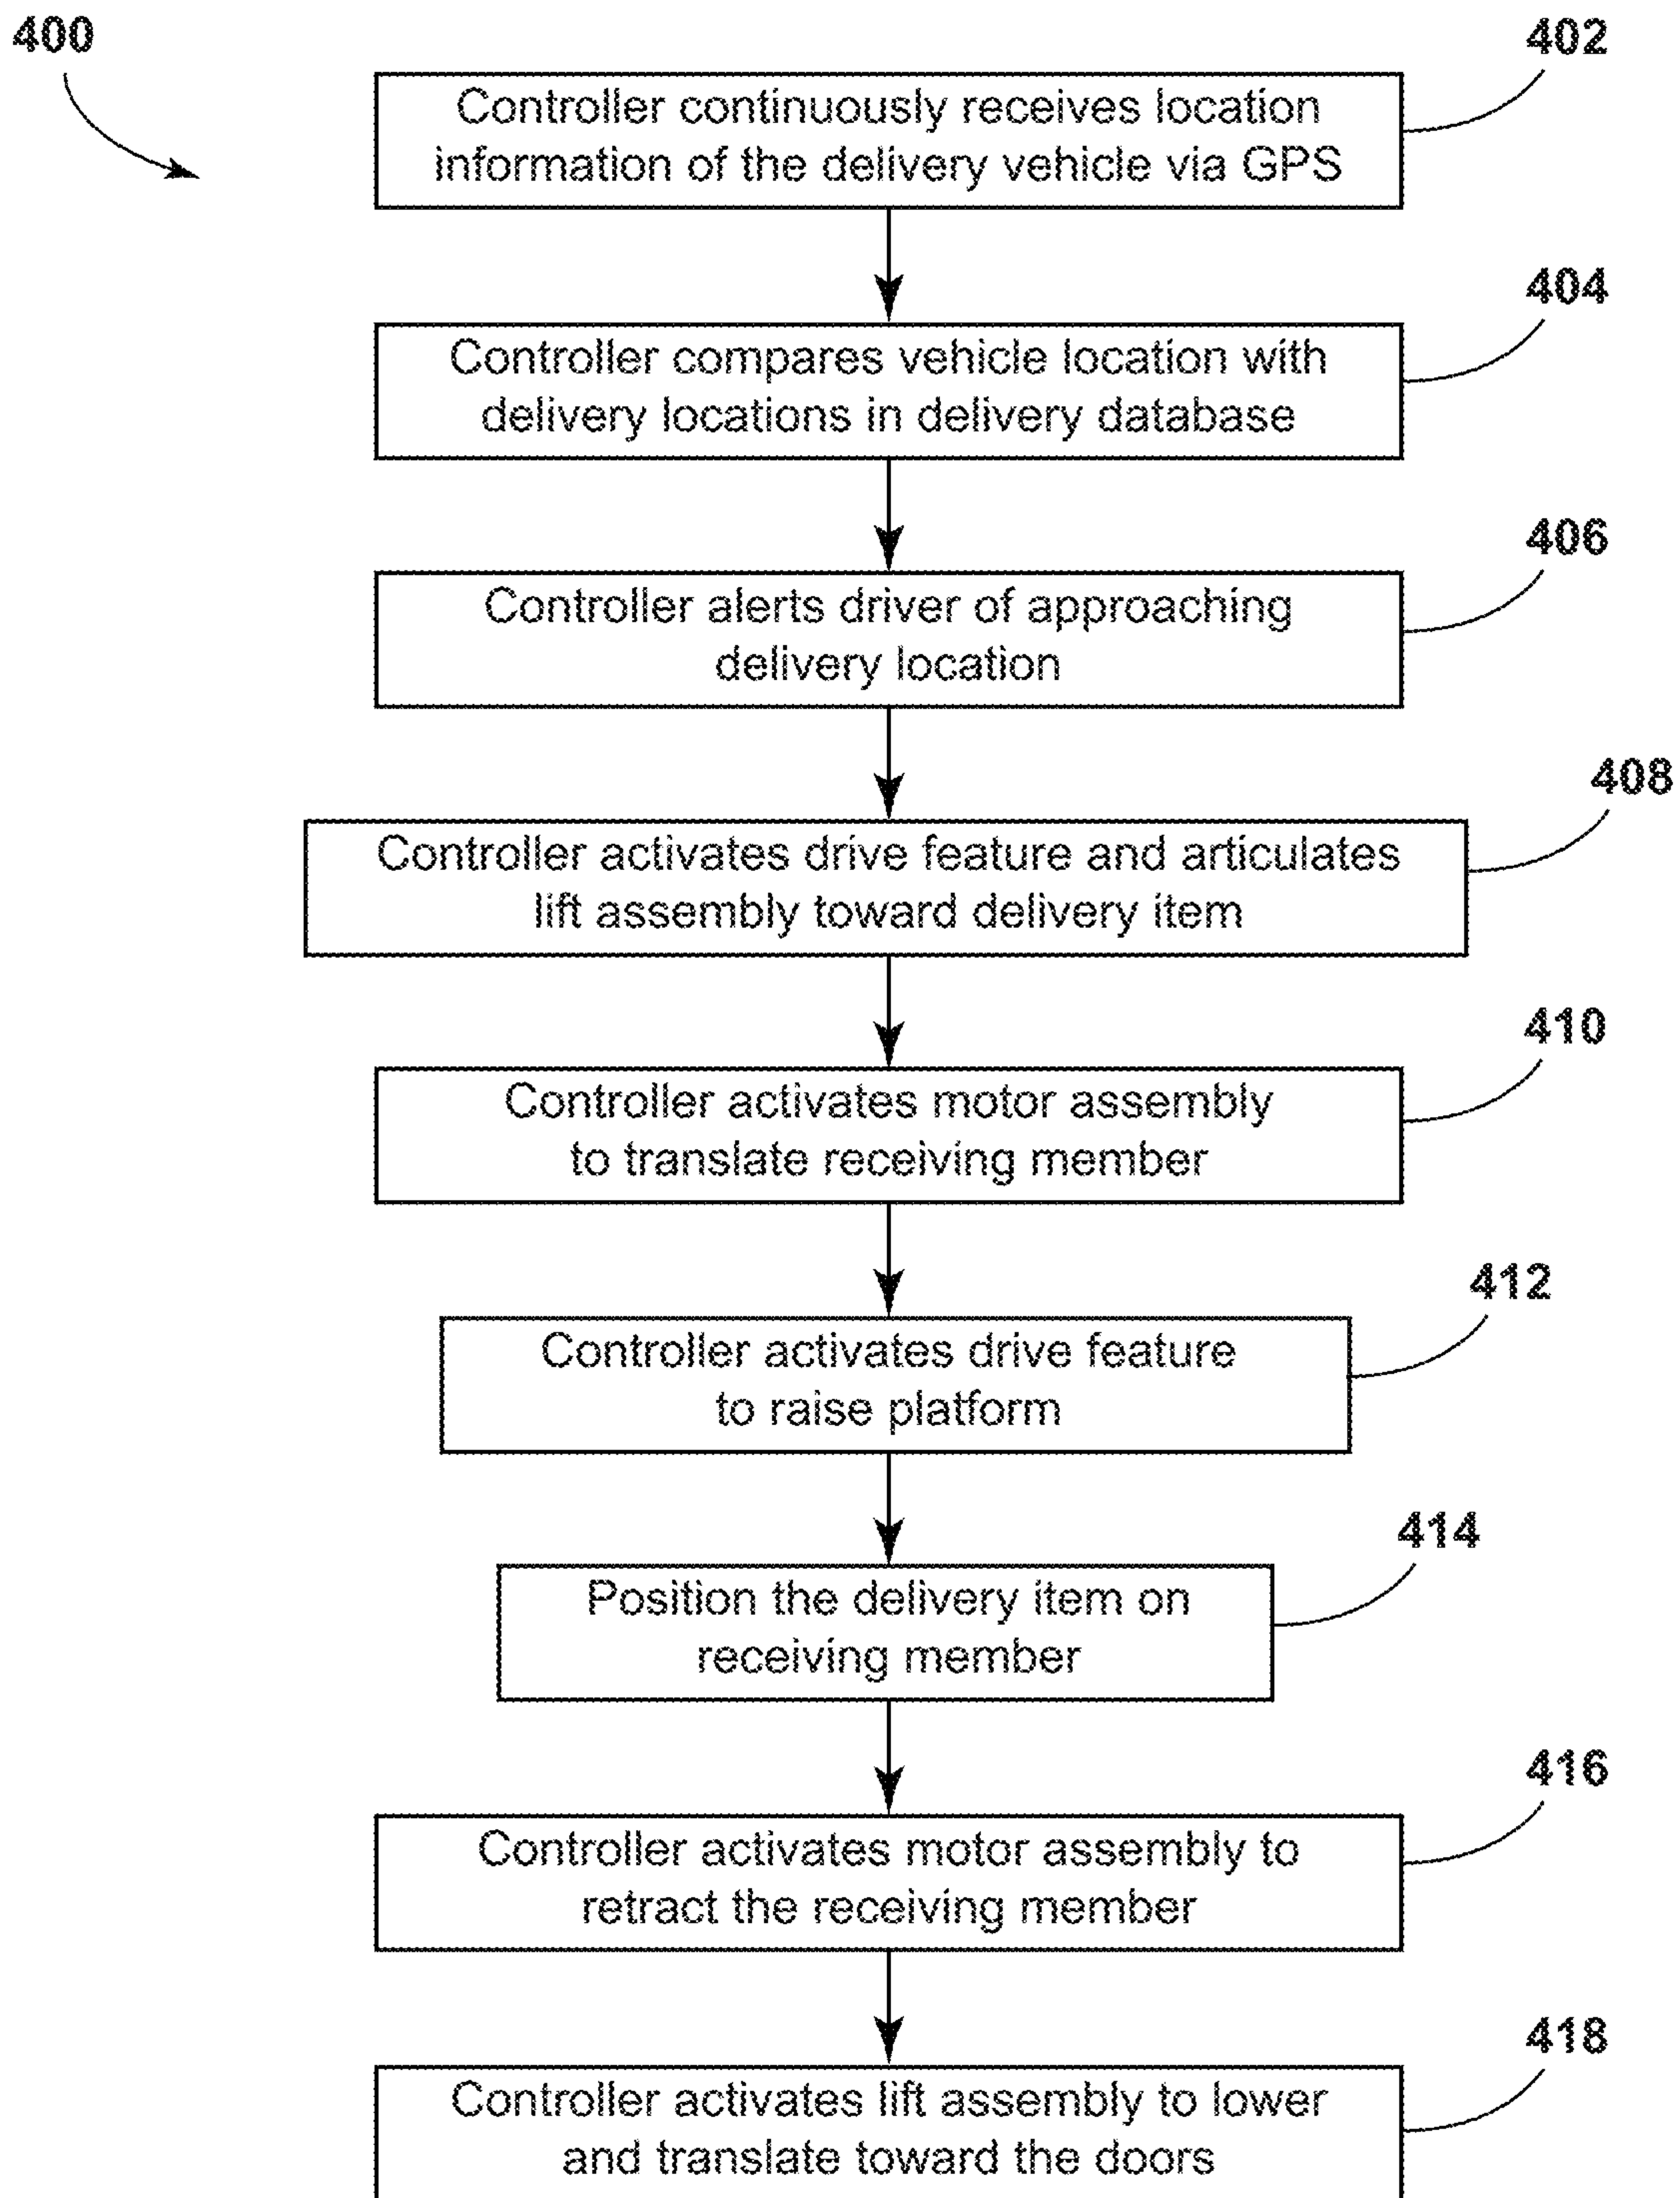 400
402
Controller continuously receives location
information of the delivery vehicle via GPS
404
Controller compares vehicle location with
delivery locations in delivery database
406
Controller alerts driver of approaching
delivery location
408
Controller activates drive feature and articulates
lift assembly toward delivery item
410
Controller activates motor assembly
to translate receiving member
412
Controller activates drive feature
to raise platform
414
Position the delivery item on
receiving member
416
Controller activates motor assembly to
retract the receiving member
418
Controller activates lift assembly to lower
and translate toward the doors